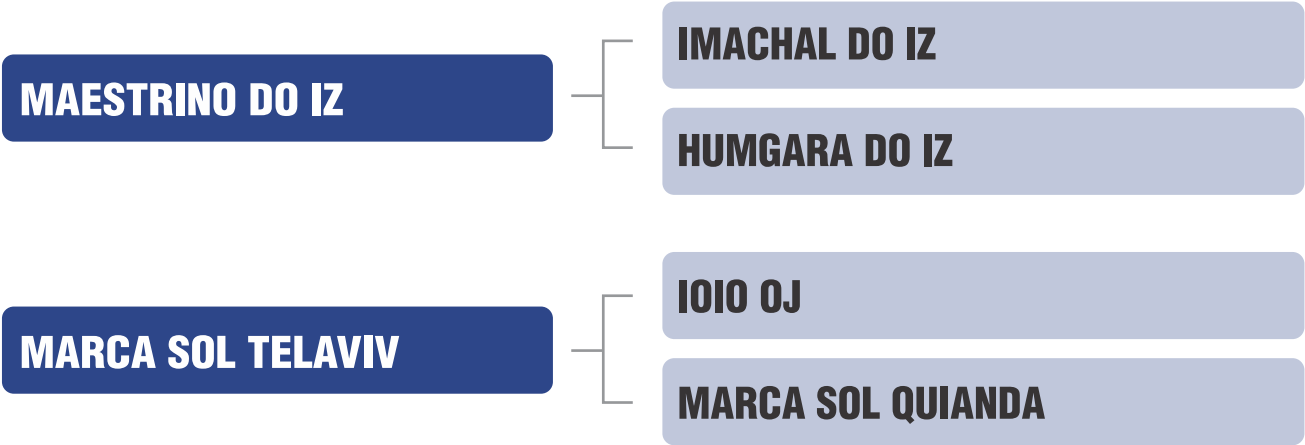 MAESTRINO DO IZ
IMACHAL DO IZ
HUMGARA DO IZ
MARCA SOL TELAVIV
IOIO OJ
MARCA SOL QUIANDA